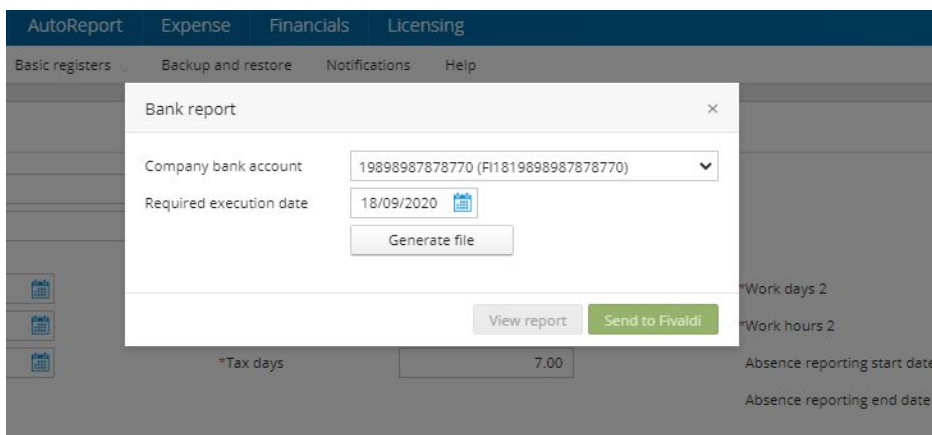 AutoReport Expense Financials Licensing
Basic registers Backup and restore Notifications Help
Bank report ×
Company bank account 19898987878770 (FI1819898987878770)
Required execution date 18/09/2020
Generate file
*Work days 2
View report Send to Fivaldi
*Work hours 2
*Tax days 7.00 Absence reporting start date
Absence reporting end date